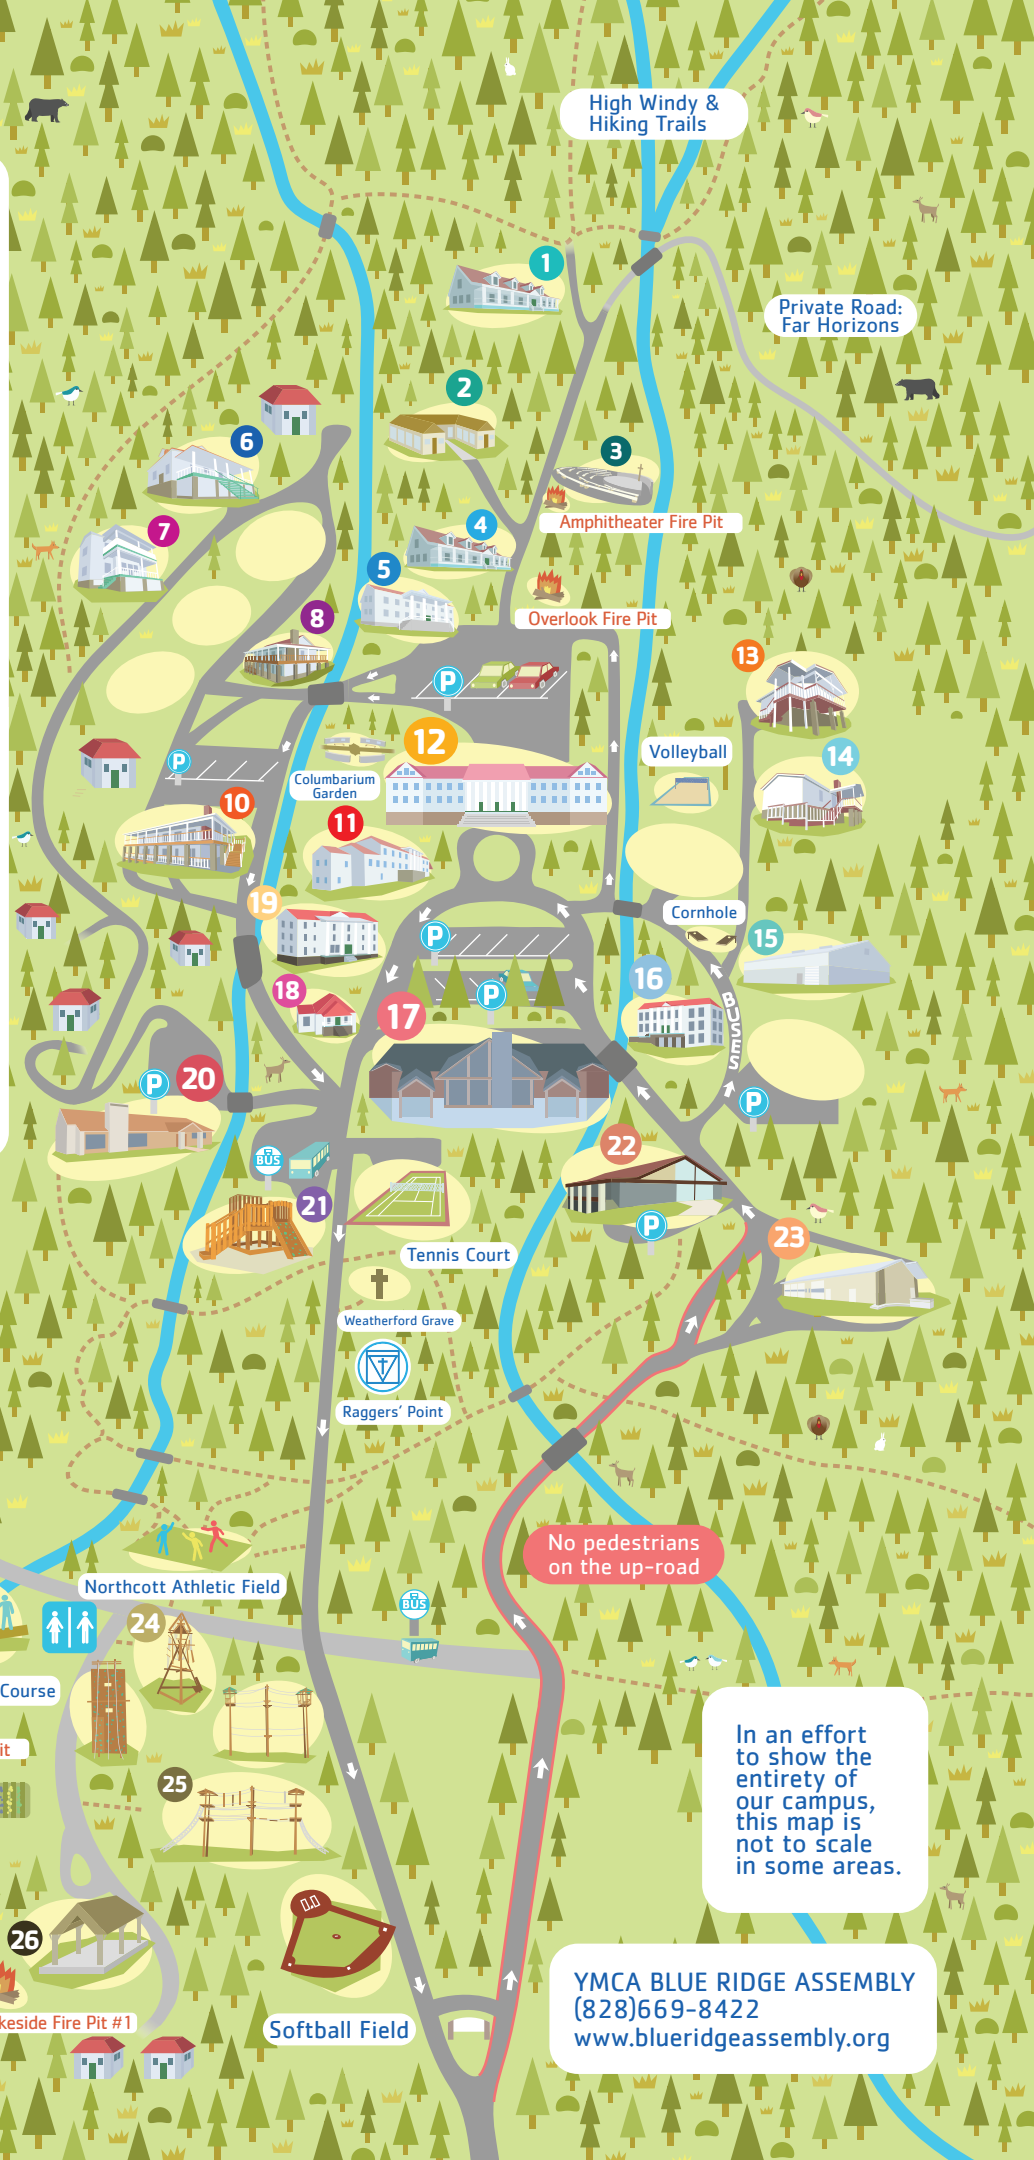 High Windy &
Hiking Trails
1
Private Road:
Far Horizons
2
6
3
7
4
Amphitheater Fire Pit
5
8
Overlook Fire Pit
13
P
12
Volleyball
14
P
Columbarium
Garden
10
11
19
Cornhole
15
P
16
18
P
17
BUSES
20
P
P
22
BUS
21
P
23
Tennis Court
Weatherford Grave
Raggers' Point
No pedestrians
on the up-road
Northcott Athletic Field
BUS
24
Course
it
25
In an effort
to show the
entirety of
our campus,
this map is
not to scale
in some areas.
26
keside Fire Pit #1
Softball Field
YMCA BLUE RIDGE ASSEMBLY
(828)669-8422
www.blueridgeassembly.org